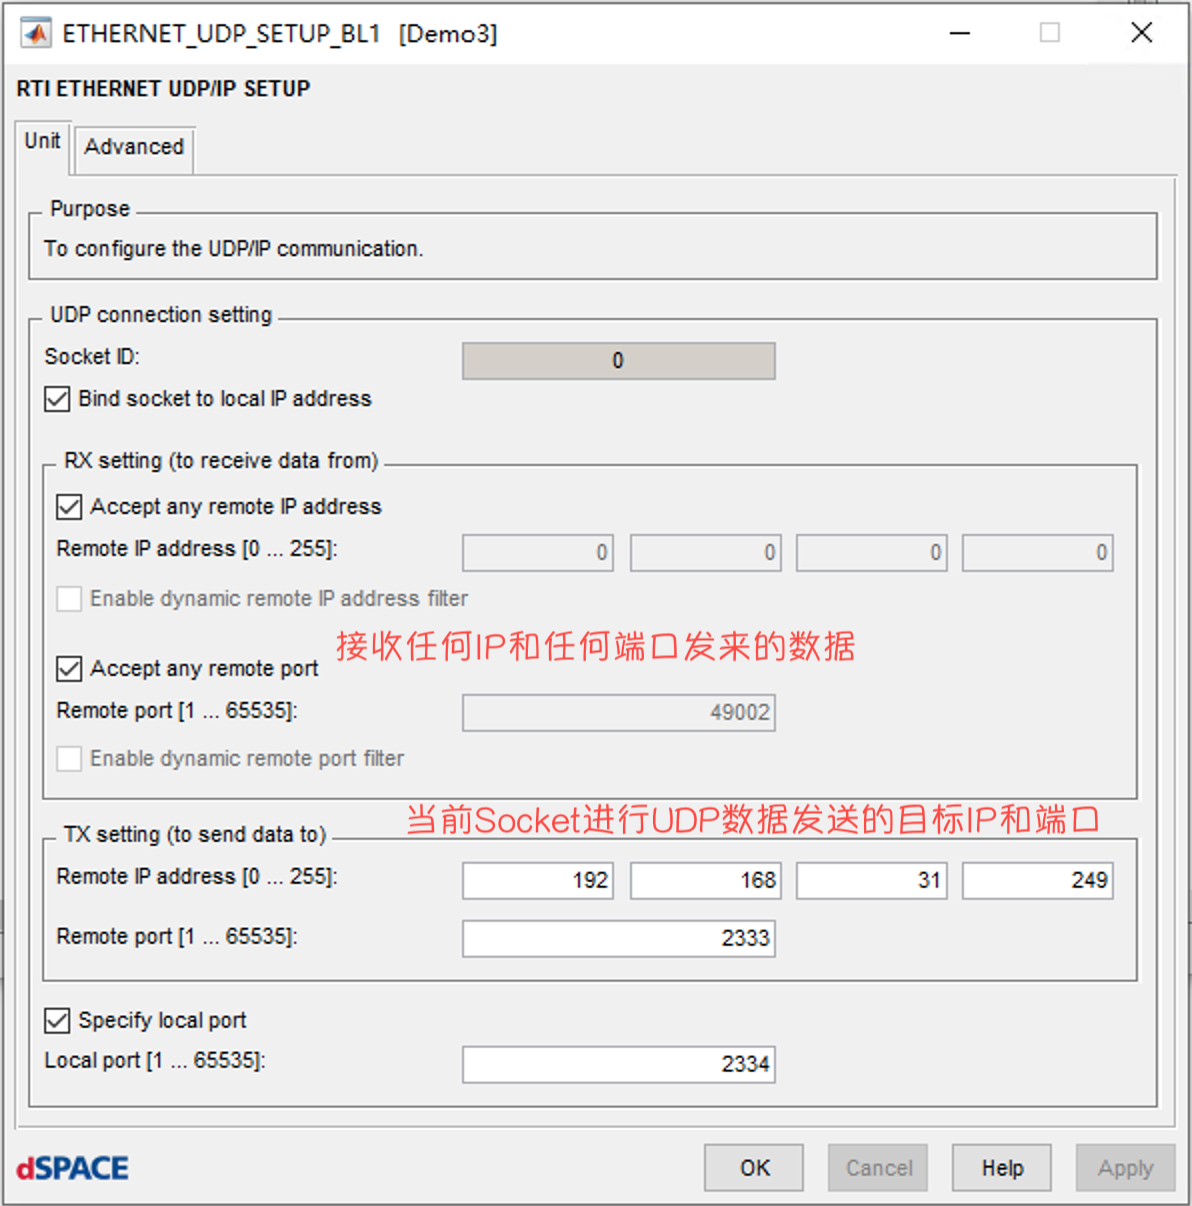 ETHERNET_UDP_SETUP_BL1 [Demo3]
RTI ETHERNET UDP/IP SETUP
Unit
Advanced
Purpose
To configure the UDP/IP communication.
UDP connection setting
Socket ID:
0
Bind socket to local IP address
RX setting (to receive data from)
Accept any remote IP address
Remote IP address [0 ... 255]:
0
0
0
0
Enable dynamic remote IP address filter
接收任何IP和任何端口发来的数据
Accept any remote port
Remote port [1 ... 65535]:
49002
Enable dynamic remote port filter
当前Socket进行UDP数据发送的目标IP和端口
TX setting (to send data to)
Remote IP address [0 ... 255]:
192
168
31
249
Remote port [1 ... 65535]:
2333
Specify local port
Local port [1 ... 65535]:
2334
dSPACE
OK
Cancel
Help
Apply